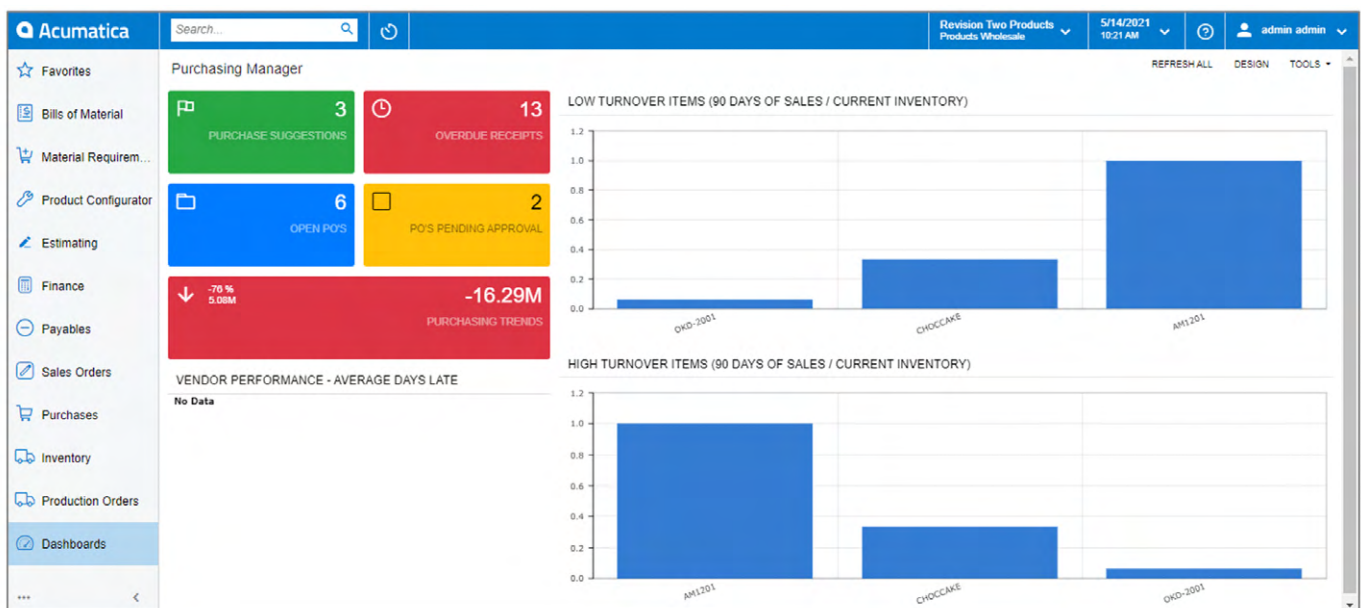 Acumatica
Search...
Revision Two Products
Products Wholesale
5/14/2021
10:21 AM
admin admin
Favorites
Bills of Material
Material Requirem...
Product Configurator
Estimating
Finance
Payables
Sales Orders
Purchases
Inventory
Production Orders
Dashboards
Purchasing Manager
REFRESH ALL
DESIGN
TOOLS
3
PURCHASE SUGGESTIONS
13
OVERDUE RECEIPTS
6
OPEN PO'S
2
PO'S PENDING APPROVAL
-76 %
5.08M
-16.29M
PURCHASING TRENDS
VENDOR PERFORMANCE - AVERAGE DAYS LATE
No Data
LOW TURNOVER ITEMS (90 DAYS OF SALES / CURRENT INVENTORY)
1.2
1.0
0.8
0.6
0.4
0.2
0.0
OKD-2001
CHOCCAKE
AM1201
HIGH TURNOVER ITEMS (90 DAYS OF SALES / CURRENT INVENTORY)
1.2
1.0
0.8
0.6
0.4
0.2
0.0
AM1201
CHOCCAKE
OKD-2001